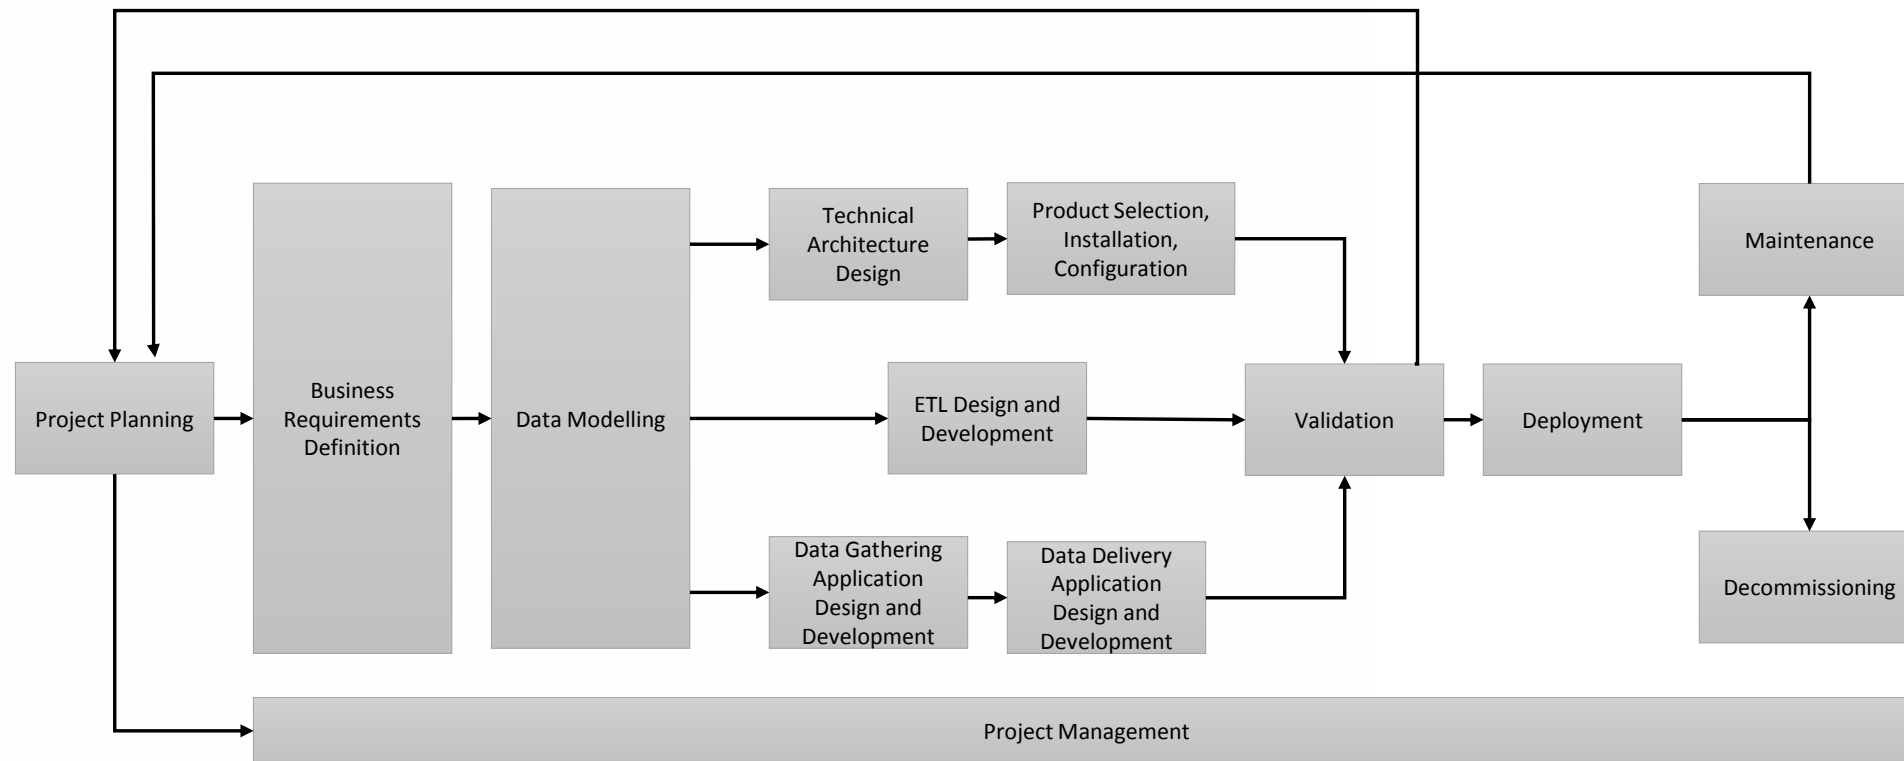 Project Planning
Business
Requirements
Definition
Data Modelling
Technical
Architecture
Design
Product Selection,
Installation,
Configuration
ETL Design and
Development
Data Gathering
Application
Design and
Development
Data Delivery
Application
Design and
Development
Validation
Deployment
Maintenance
Decommissioning
Project Management